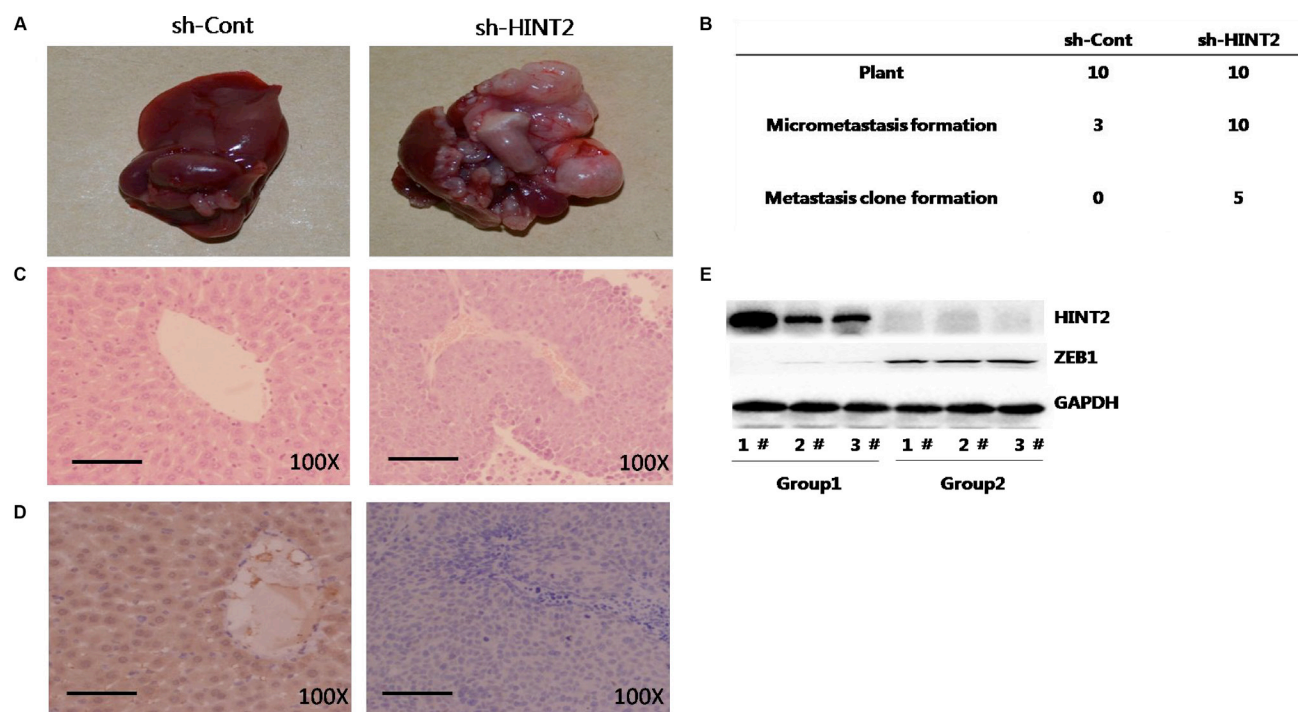 A
sh-Cont
sh-HINT2
B
sh-Cont sh-HINT2
Plant 10 10
Micrometastasis formation 3 10
Metastasis clone formation 0 5
C
100X
100X
D
100X
100X
E
HINT2
ZEB1
GAPDH
1 # 2 # 3 # 1 # 2 # 3 #
Group1 Group2